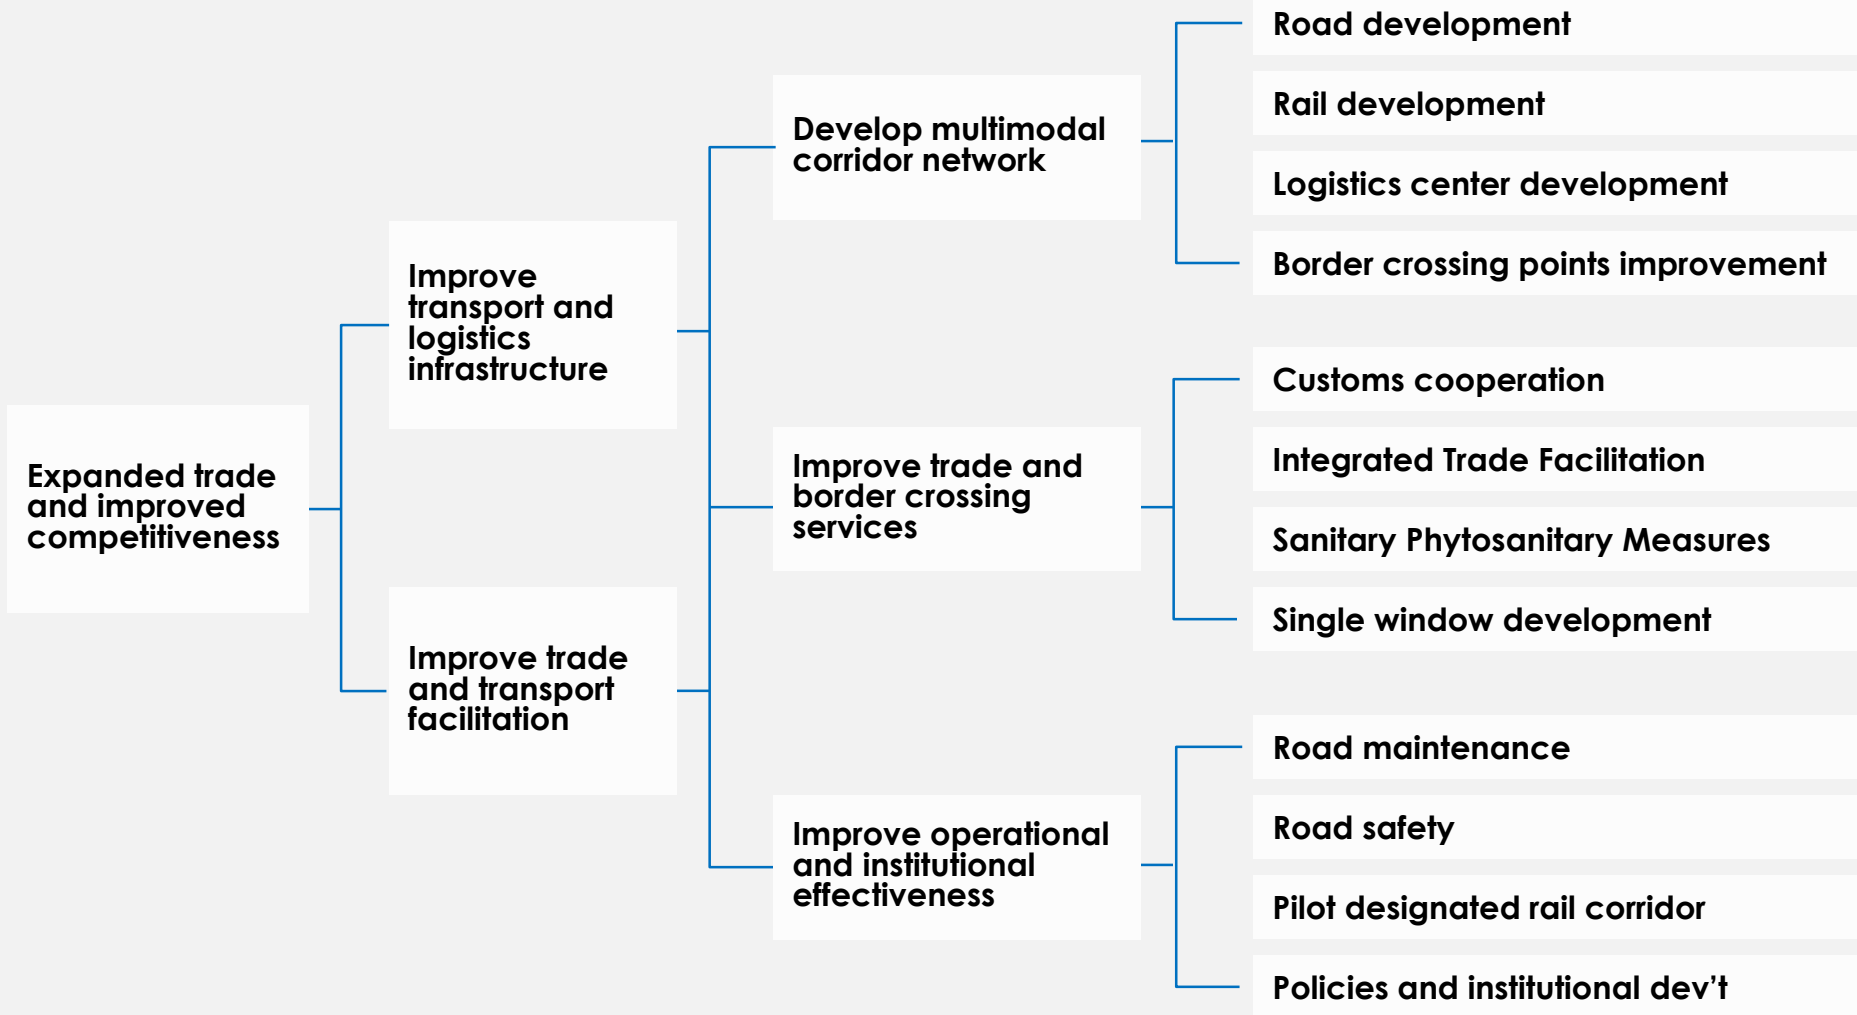 Expanded trade
and improved
competitiveness
Improve
transport and
logistics
infrastructure
Improve trade
and transport
facilitation
Develop multimodal
corridor network
Improve trade and
border crossing
services
Improve operational
and institutional
effectiveness
Road development
Rail development
Logistics center development
Border crossing points improvement
Customs cooperation
Integrated Trade Facilitation
Sanitary Phytosanitary Measures
Single window development
Road maintenance
Road safety
Pilot designated rail corridor
Policies and institutional dev’t